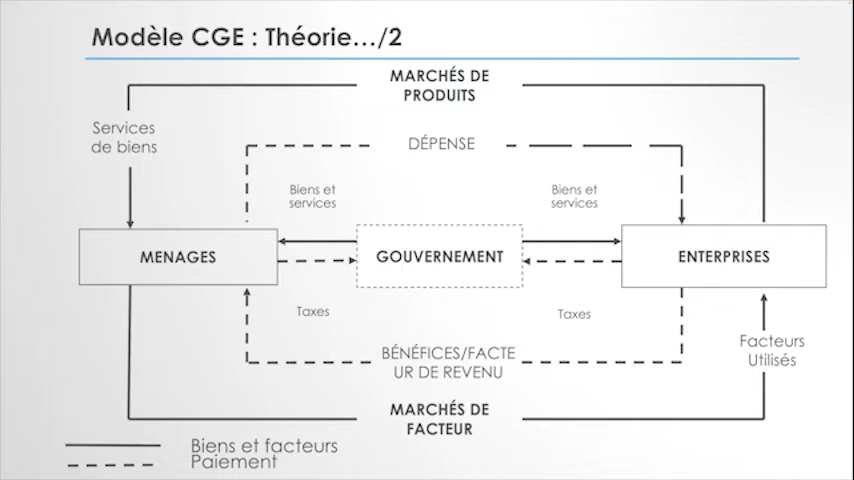 Modèle CGE : Théorie…/2
MARCHÉS DE
PRODUITS
Services
de biens
DÉPENSE
Biens et
services
Biens et
services
MENAGES
GOUVERNEMENT
ENTERPRISES
Taxes
Taxes
BÉNÉFICES/FACTE
UR DE REVENU
Facteurs
Utilisés
MARCHÉS DE
FACTEUR
Biens et facteurs
Paiement